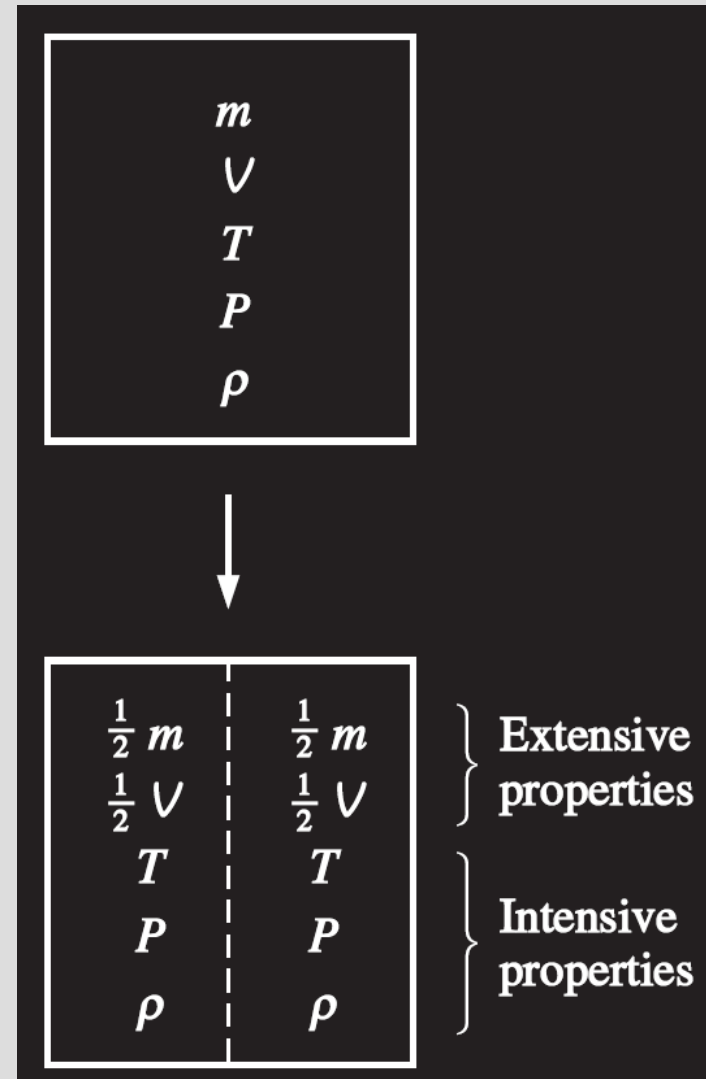 m
V
T
P
ρ
½ m ½ m
½ V ½ V
Extensive
properties
T T
P P
ρ ρ
Intensive
properties